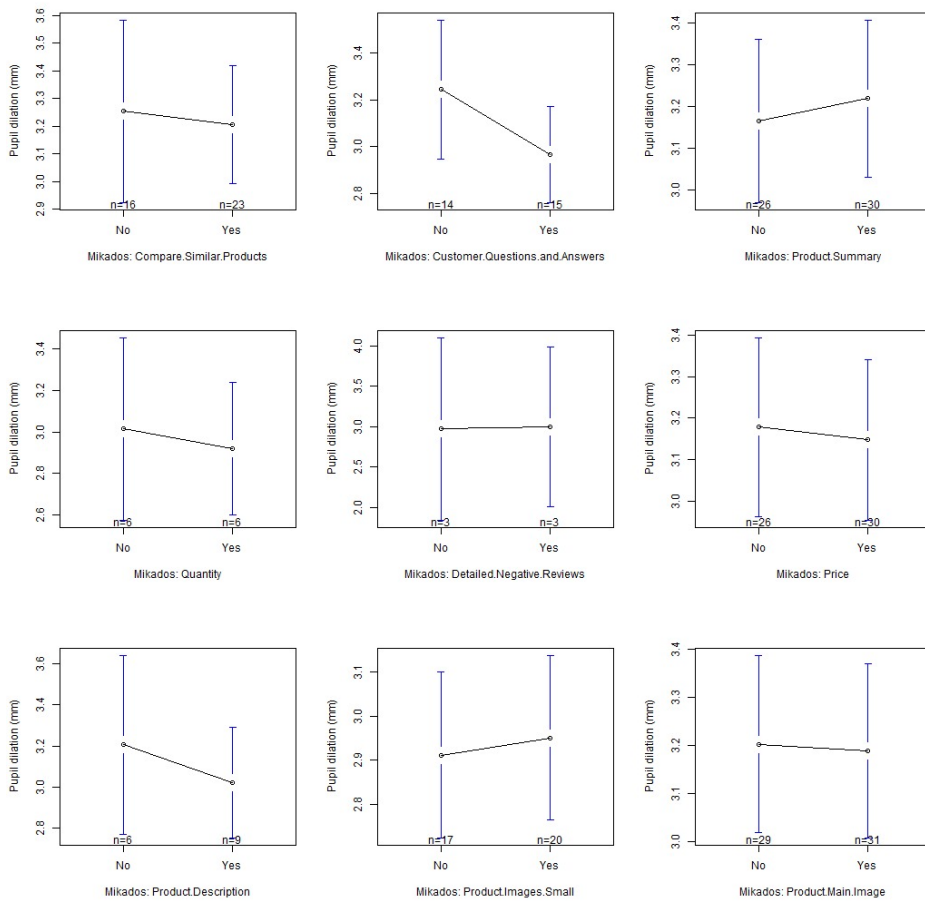 Pupil dilation (mm)
2.9 3.0 3.1 3.2 3.3 3.4 3.5 3.6
n=16 n=23
No Yes
Mikados: Compare.Similar.Products
Pupil dilation (mm)
2.8 3.0 3.2 3.4
n=14 n=15
No Yes
Mikados: Customer.Questions.and.Answers
Pupil dilation (mm)
3.0 3.1 3.2 3.3 3.4
n=26 n=30
No Yes
Mikados: Product.Summary
Pupil dilation (mm)
2.6 2.8 3.0 3.2 3.4
n=6 n=6
No Yes
Mikados: Quantity
Pupil dilation (mm)
2.0 2.5 3.0 3.5 4.0
n=3 n=3
No Yes
Mikados: Detailed.Negative.Reviews
Pupil dilation (mm)
3.0 3.1 3.2 3.3 3.4
n=26 n=30
No Yes
Mikados: Price
Pupil dilation (mm)
2.8 3.0 3.2 3.4 3.6
n=6 n=9
No Yes
Mikados: Product.Description
Pupil dilation (mm)
2.8 2.9 3.0 3.1
n=17 n=20
No Yes
Mikados: Product.Images.Small
Pupil dilation (mm)
3.0 3.1 3.2 3.3 3.4
n=29 n=31
No Yes
Mikados: Product.Main.Image